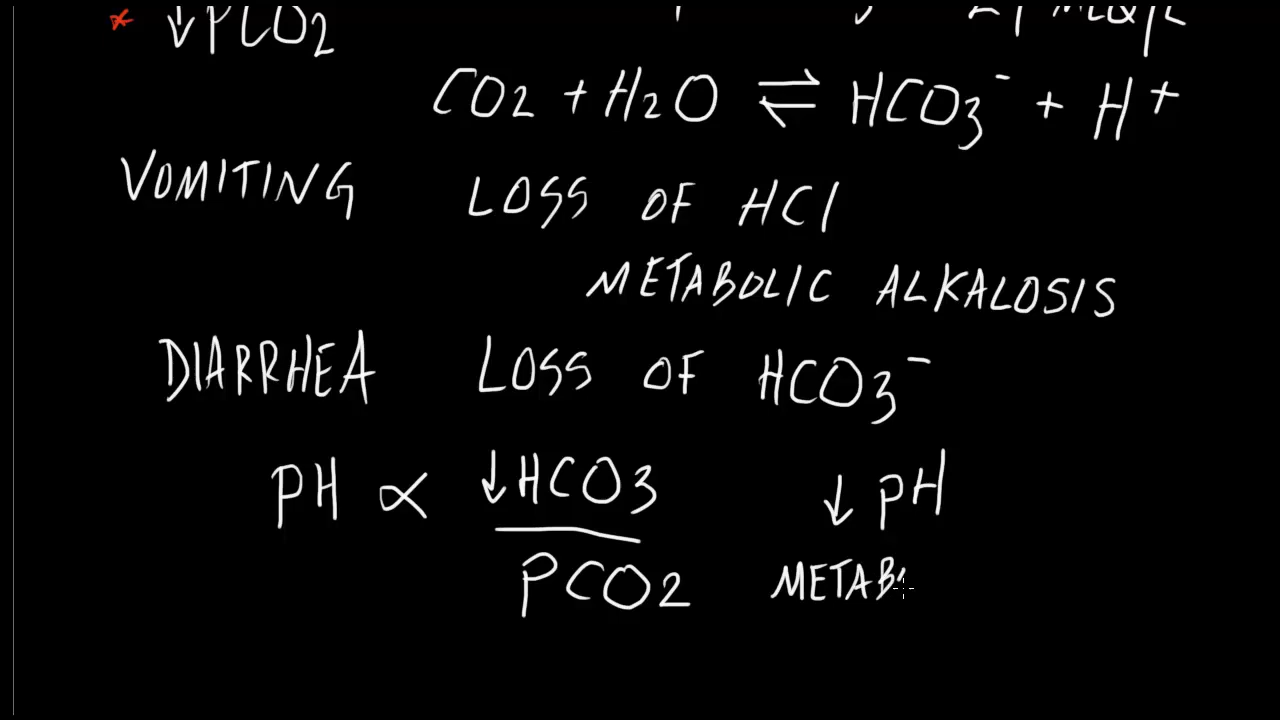 ↓PCO2
CO2 + H2O ⇌ HCO3⁻ + H⁺
VOMITING LOSS OF HCl
METABOLIC ALKALOSIS
DIARRHEA LOSS OF HCO3⁻
PH ∝ ↓HCO3 ↓ pH
PCO2 METAB